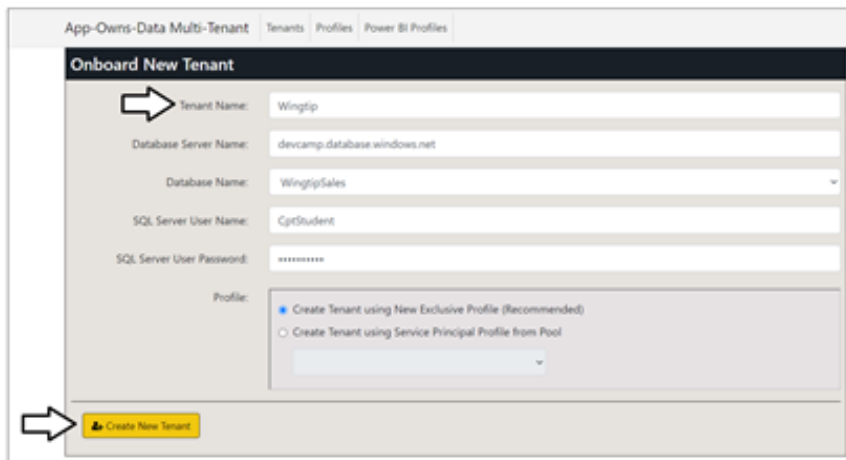 App-Owns-Data Multi-Tenant Tenants Profiles Power BI Profiles
Onboard New Tenant
Tenant Name: Wingtip
Database Server Name: devcamp.database.windows.net
Database Name: WingtipSales
SQL Server User Name: CptStudent
SQL Server User Password: ••••••••••
Profile:
Create Tenant using New Exclusive Profile (Recommended)
Create Tenant using Service Principal Profile from Pool
Create New Tenant